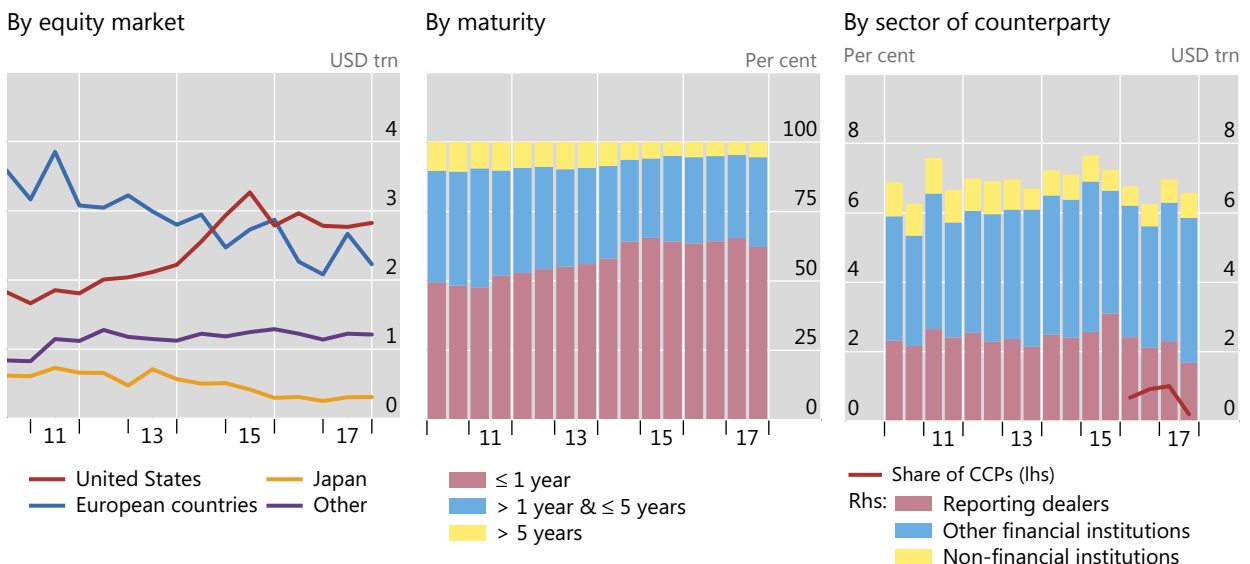 By equity market
USD trn
4
3
2
1
0
11 13 15 17
United States
Japan
European countries
Other
By maturity
Per cent
100
75
50
25
0
11 13 15 17
≤ 1 year
> 1 year & ≤ 5 years
> 5 years
By sector of counterparty
Per cent USD trn
8 8
6 6
4 4
2 2
0 0
11 13 15 17
Share of CCPs (lhs)
Rhs: Reporting dealers
Other financial institutions
Non-financial institutions